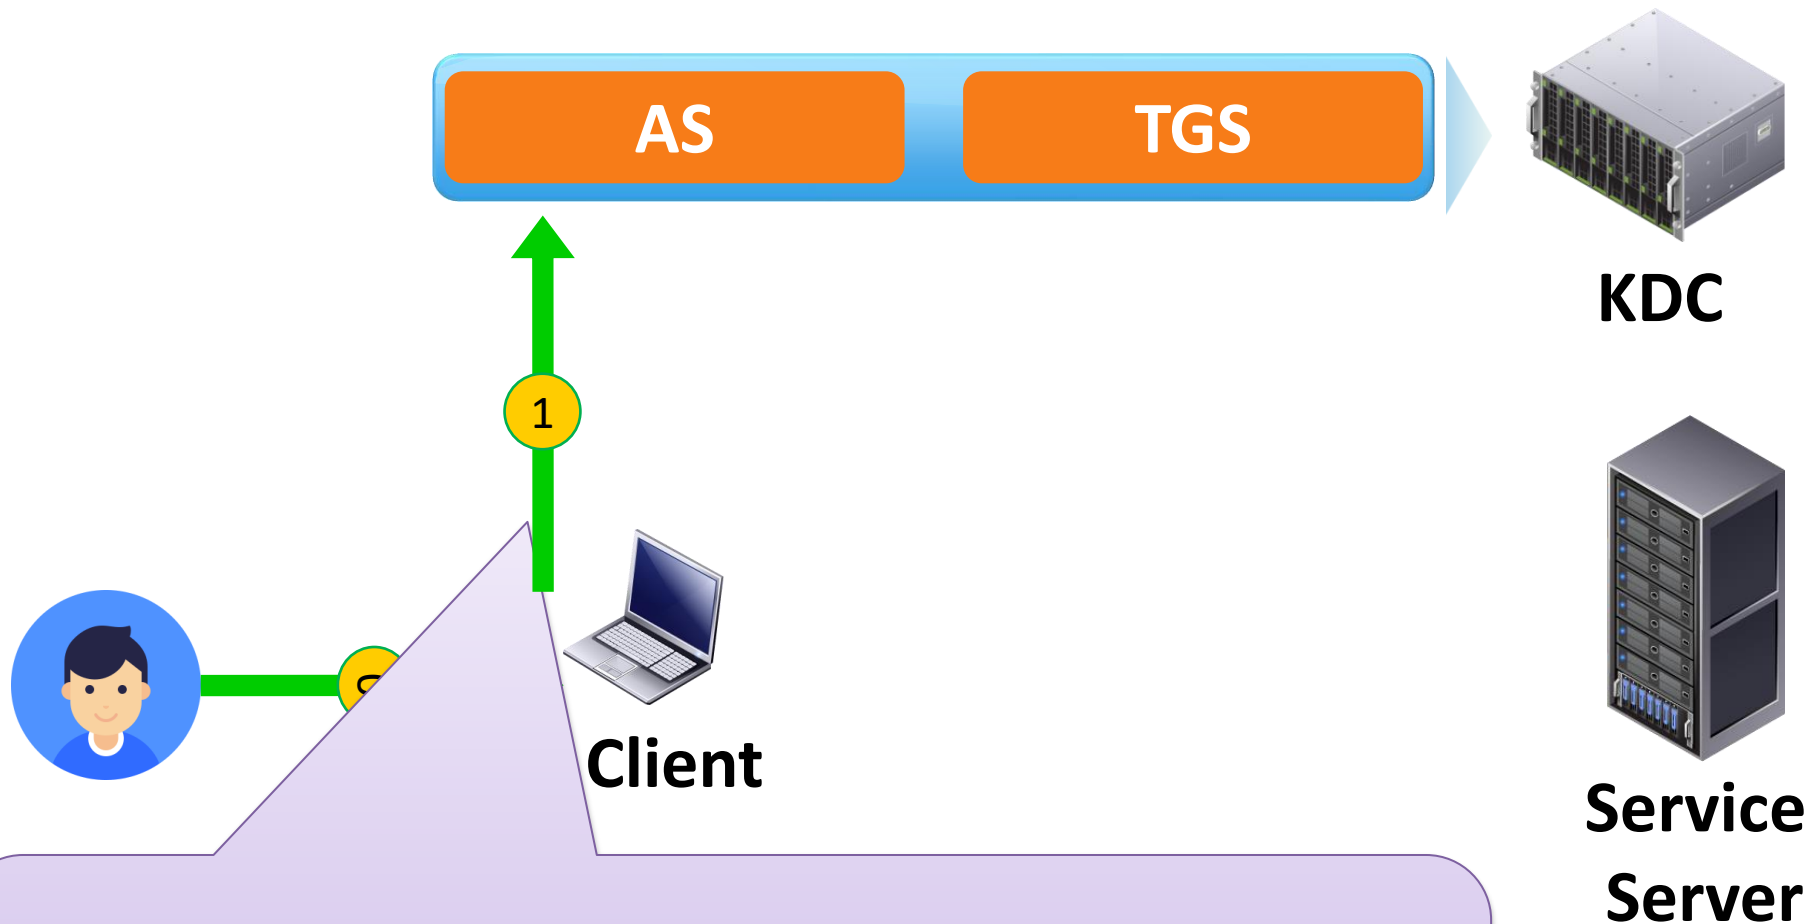 AS
TGS
KDC
1
Client
Service
Server